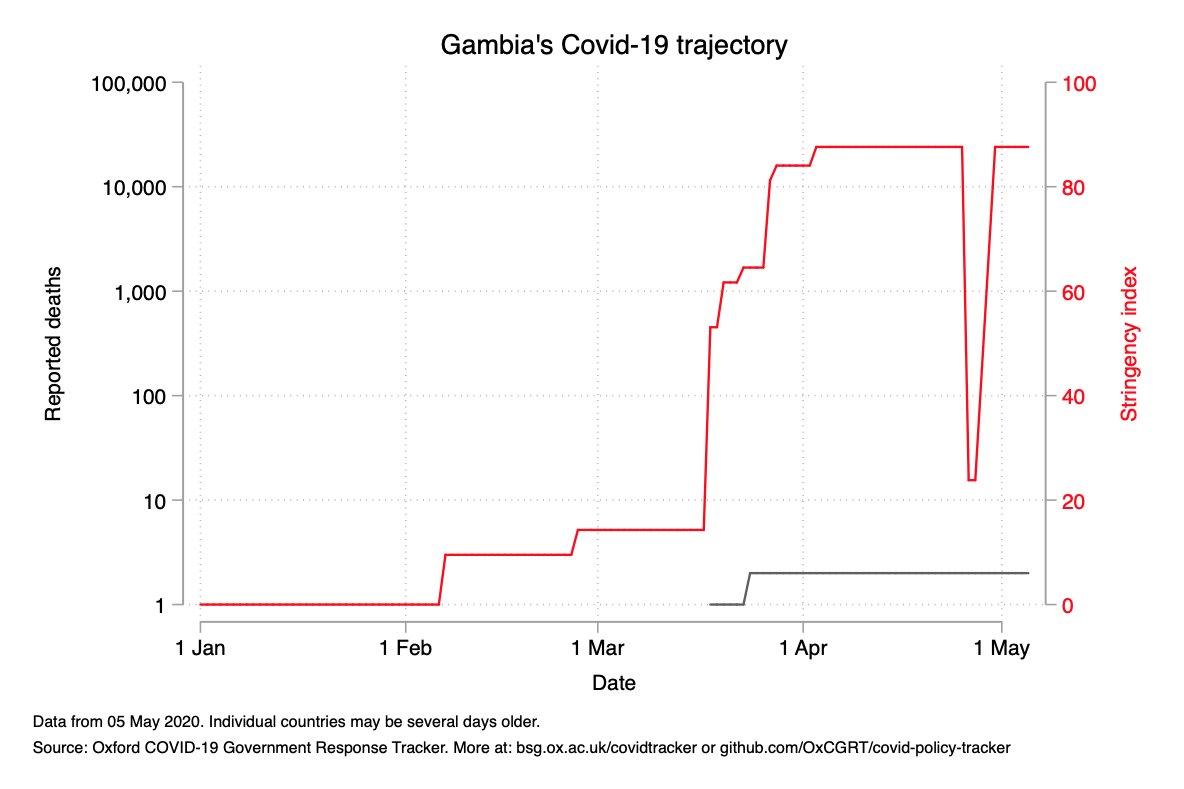 Gambia's Covid-19 trajectory
100,000
10,000
1,000
100
10
1
Reported deaths
100
80
60
40
20
0
Stringency index
1 Jan
1 Feb
1 Mar
1 Apr
1 May
Date
Data from 05 May 2020. Individual countries may be several days older.
Source: Oxford COVID-19 Government Response Tracker. More at: bsg.ox.ac.uk/covidtracker or github.com/OxCGRT/covid-policy-tracker